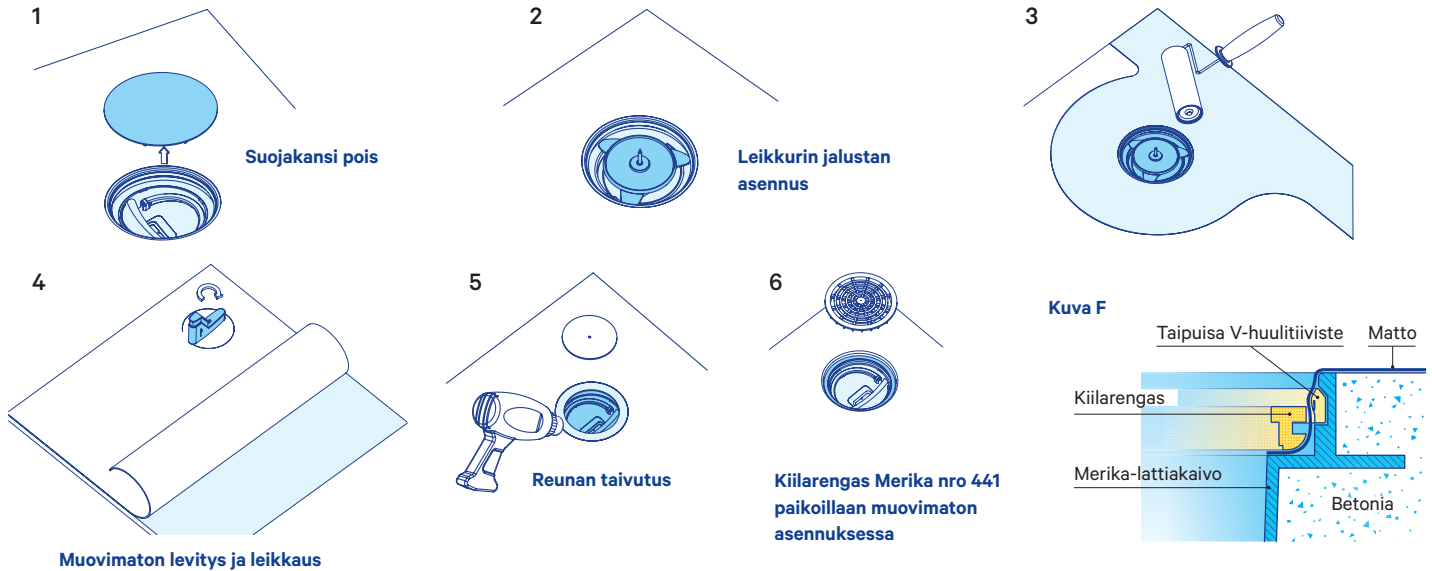 1
Suojakansi pois
2
Leikkurin jalustan
asennus
3
4
Muovimaton levitys ja leikkaus
5
Reunan taivutus
6
Kiilarengas Merika nro 441
paikoillaan muovimaton
asennuksessa
Kuva F
Taipuisa V-huulitiiviste
Matto
Kiilarengas
Merika-lattiakaivo
Betonia